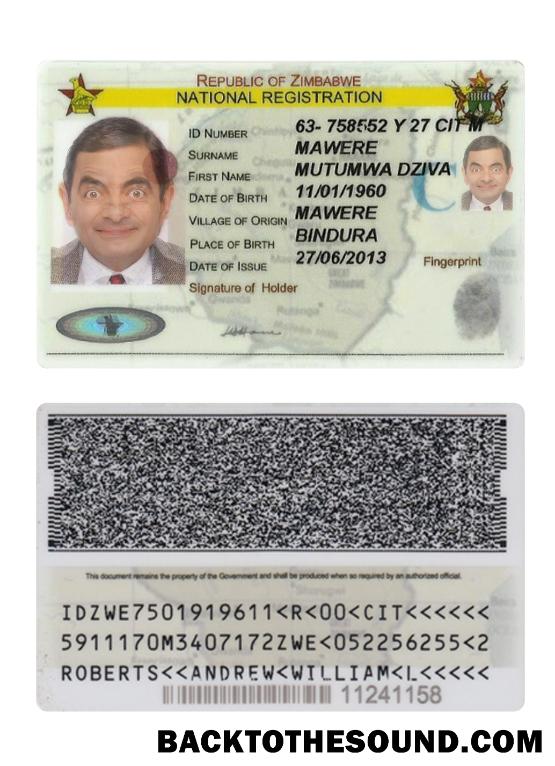 REPUBLIC OF ZIMBABWE
NATIONAL REGISTRATION
ID NUMBER 63- 758552 Y 27 CIT M
SURNAME MAWERE
FIRST NAME MUTUMWA DZIVA
DATE OF BIRTH 11/01/1960
VILLAGE OF ORIGIN MAWERE
PLACE OF BIRTH BINDURA
DATE OF ISSUE 27/06/2013
Fingerprint
Signature of Holder
This document remains the property of the Government and shall be produced when so required by an authorized official.
IDZWE7501919611<R<00<CIT<<<<<<
5911170M3407172ZWE<052256255<2
ROBERTS<<ANDREW<WILLIAM<L<<<<<
11241158
BACKTOTHESOUND.COM